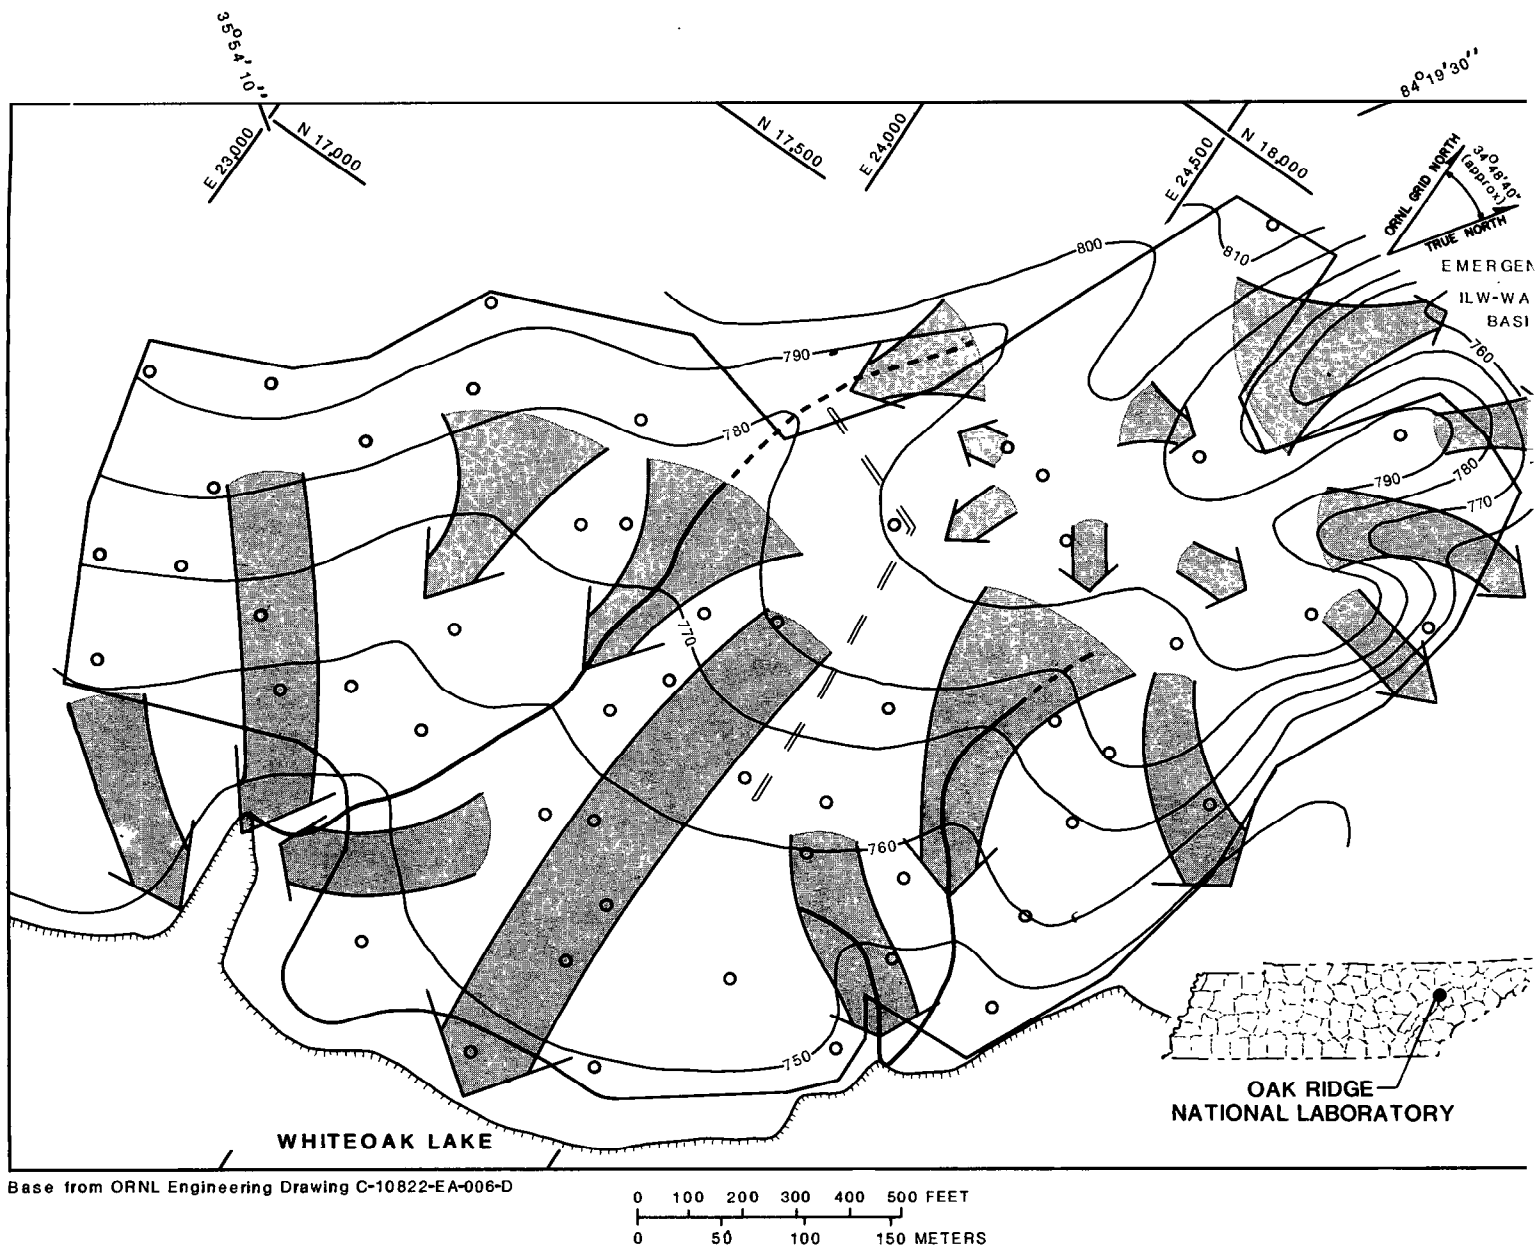 35°54'10"
84°19'30"
E 23,000
N 17,000
N 17,500
E 24,000
E 24,500
N 18,000
ORNL GRID NORTH
34°48'40"
(approx)
TRUE NORTH
EMERGEN
ILW-WA
BASI
800
810
790
760
780
790
780
770
770
760
750
OAK RIDGE
NATIONAL LABORATORY
WHITEOAK LAKE
Base from ORNL Engineering Drawing C-10822-EA-006-D
0 100 200 300 400 500 FEET
0 50 100 150 METERS